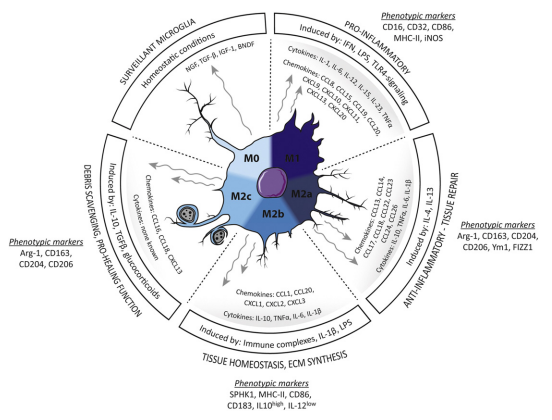 SURVEILLANT MICROGLIA
Homeostatic conditions
NGF, TGF-β, IGF-1, BNDF
PRO-INFLAMMATORY
Induced by: IFN, LPS, TLR4-signaling
Cytokines: IL-1, IL-6, IL-12, IL-15, IL-23, TNFα
Chemokines: CCL8, CCL15, CCL19, CCL20,
CXCL9, CXCL10, CXCL11,
CXCL13, CXCL20
Phenotypic markers
CD16, CD32, CD86,
MHC-II, iNOS
M0
M1
M2a
M2b
M2c
ANTI-INFLAMMATORY - TISSUE REPAIR
Induced by: IL-4, IL-13
Chemokines: CCL13, CCL14,
CCL17, CCL18, CCL22, CCL23
CCL24, CCL26
Cytokines: IL-10, TNFα, IL-6, IL-1β
Phenotypic markers
Arg-1, CD163, CD204,
CD206, Ym1, FIZZ1
DEBRIS SCAVENGING, PRO-HEALING FUNCTION
Induced by: IL-10, TGFβ, glucocorticoids
Chemokines: CCL16, CCL18, CXCL13
Cytokines: none known
Phenotypic markers
Arg-1, CD163,
CD204, CD206
Chemokines: CCL1, CCL20,
CXCL1, CXCL2, CXCL3
Cytokines: IL-10, TNFα, IL-6, IL-1β
Induced by: Immune complexes, IL-1β, LPS
TISSUE HOMEOSTASIS, ECM SYNTHESIS
Phenotypic markers
SPHK1, MHC-II, CD86,
CD183, IL10high, IL-12low